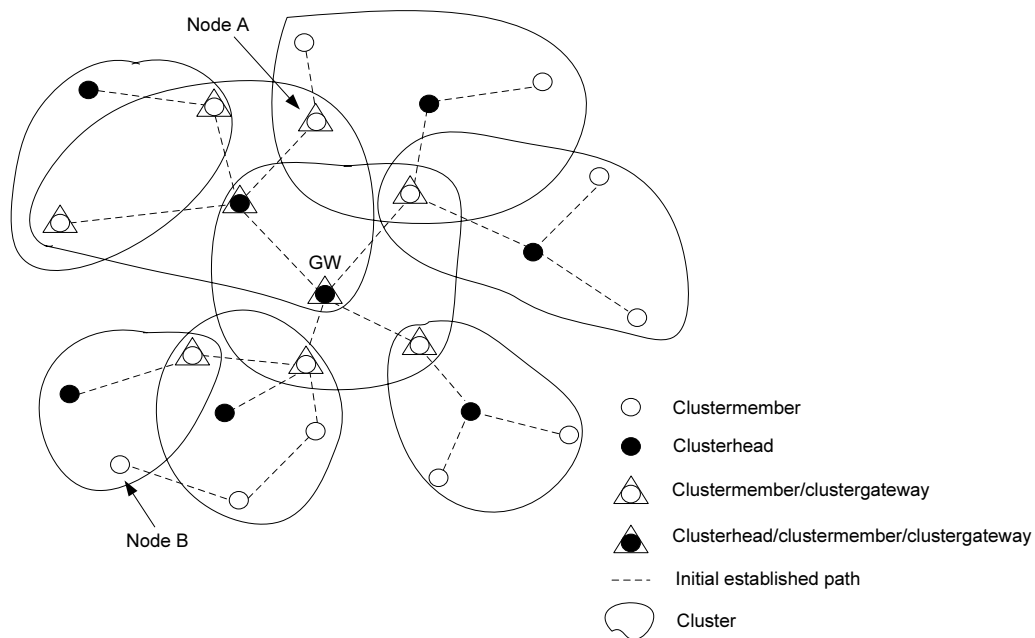 Node A
GW
Node B
Clustermember
Clusterhead
Clustermember/clustergateway
Clusterhead/clustermember/clustergateway
Initial established path
Cluster